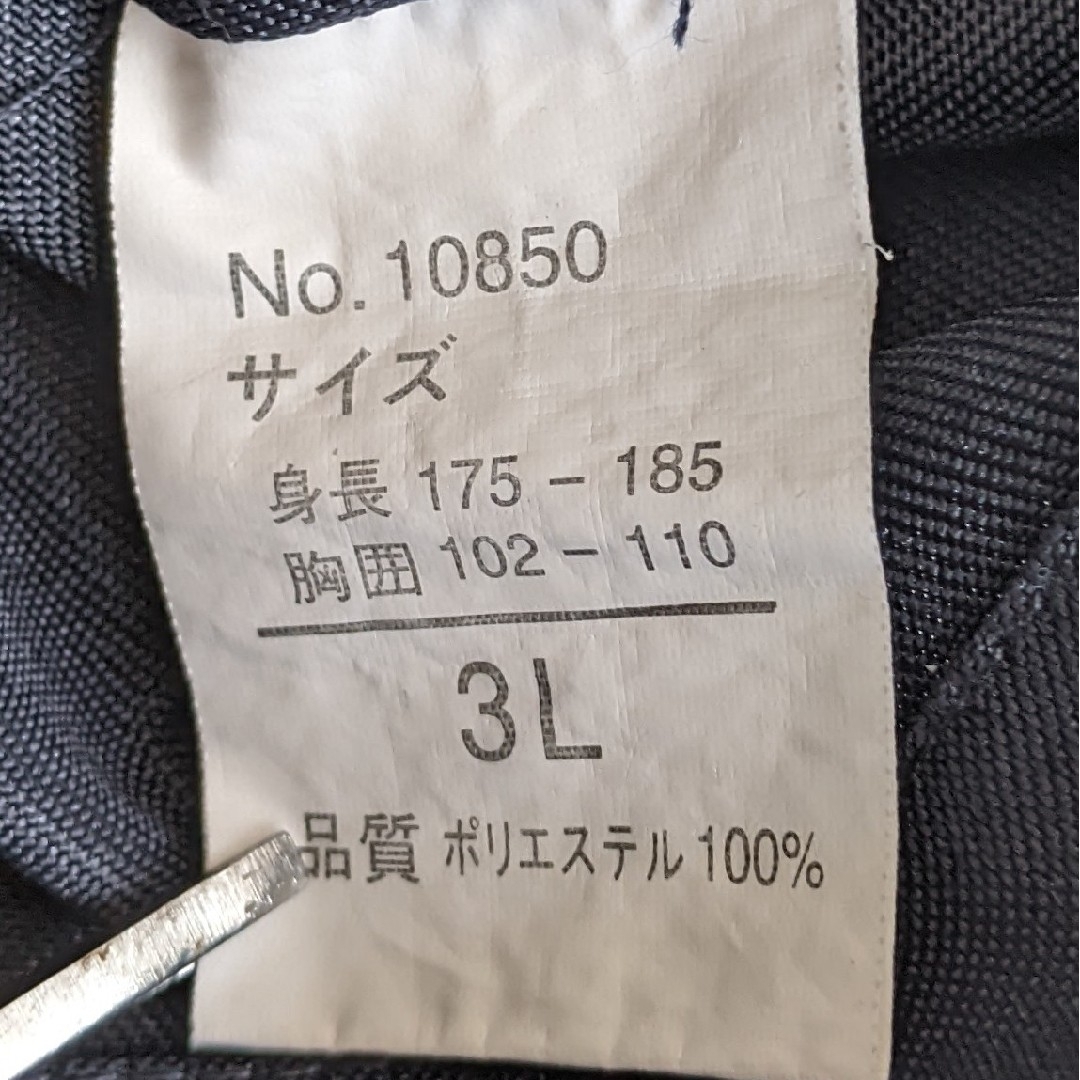 No. 10850
サイズ
身長 175 - 185
胸囲 102 - 110
3L
品質 ポリエステル 100%